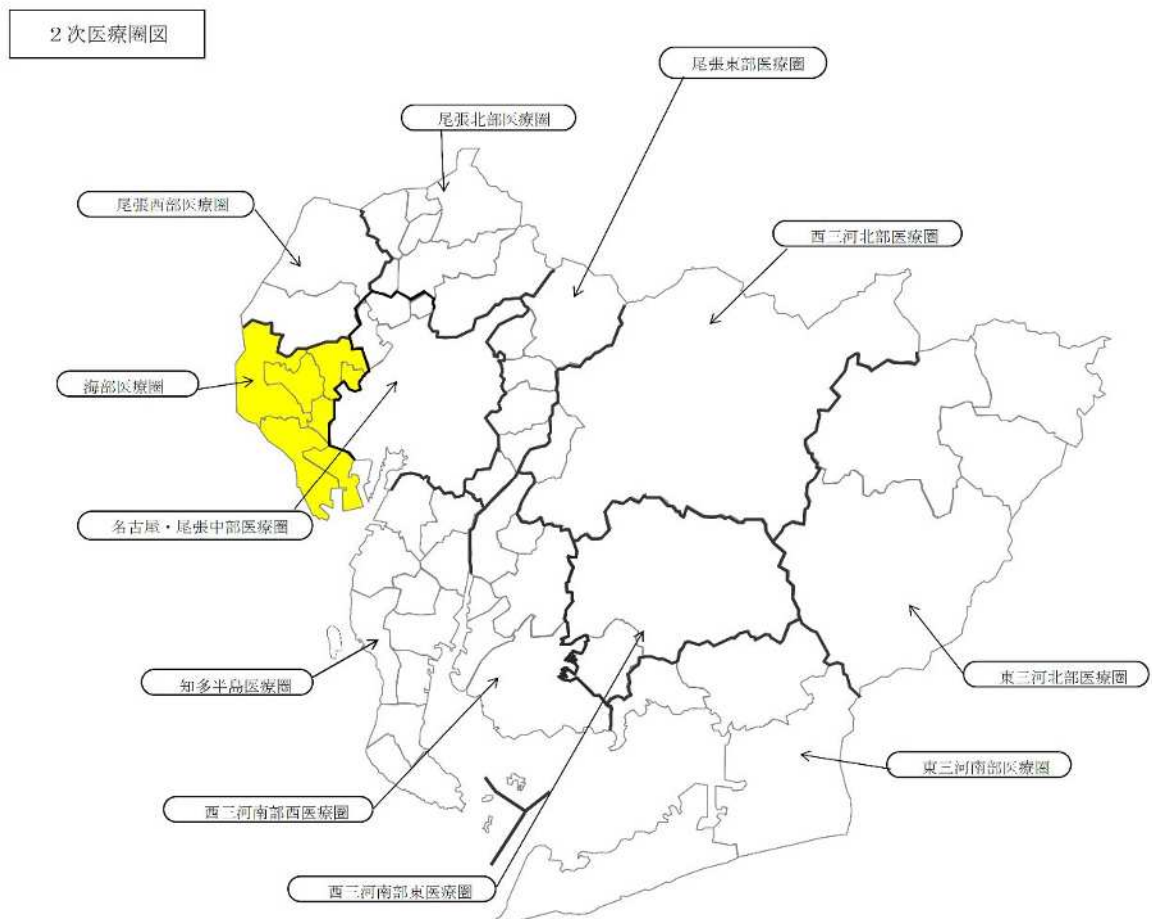 2次医療圏図
尾張東部医療圏
尾張北部医療圏
尾張西部医療圏
西三河北部医療圏
海部医療圏
名古屋・尾張中部医療圏
東三河北部医療圏
知多半島医療圏
東三河南部医療圏
西三河南部西医療圏
西三河南部東医療圏